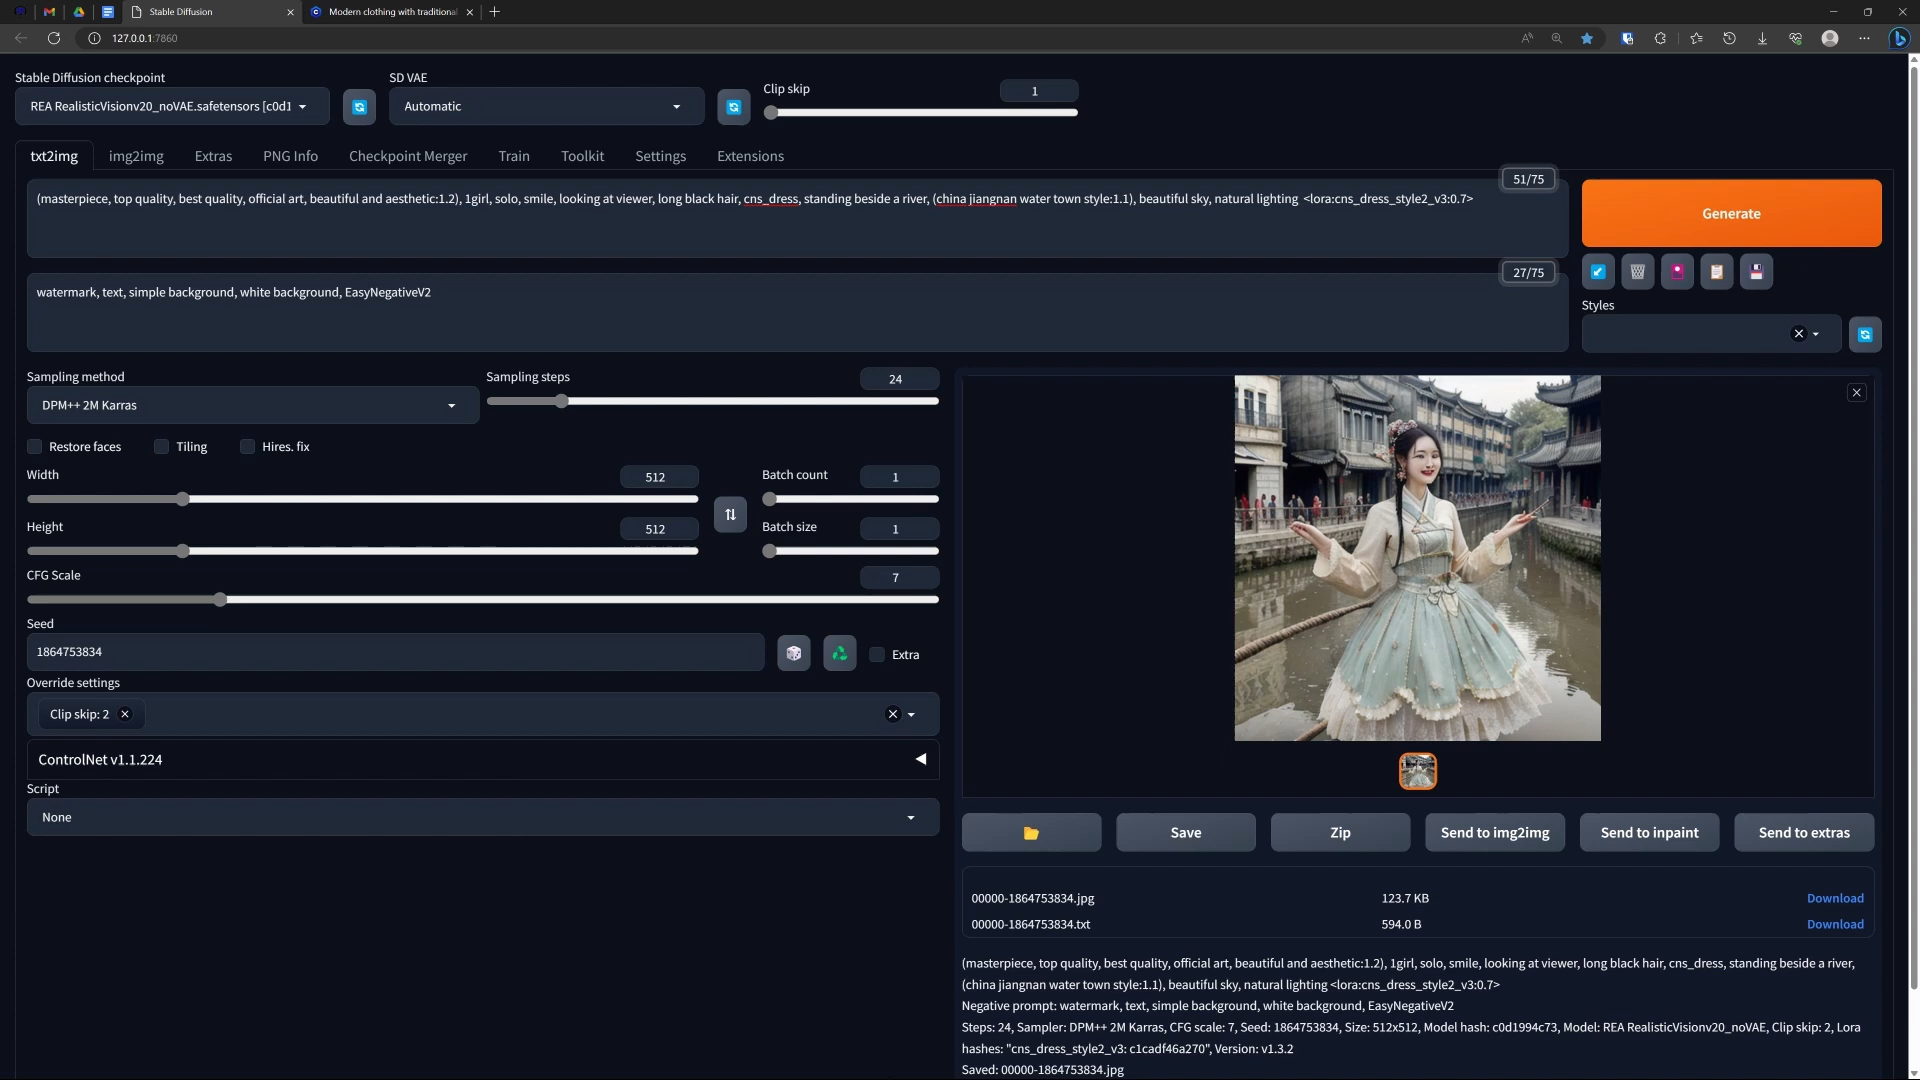 Stable Diffusion
Modern clothing with traditional
127.0.0.1:7860
Stable Diffusion checkpoint
SD VAE
Clip skip
1
REA RealisticVisionv20_noVAE.safetensors [c0d1
Automatic
txt2img
img2img
Extras
PNG Info
Checkpoint Merger
Train
Toolkit
Settings
Extensions
51/75
(masterpiece, top quality, best quality, official art, beautiful and aesthetic:1.2), 1girl, solo, smile, looking at viewer, long black hair, cns_dress, standing beside a river, (china jiangnan water town style:1.1), beautiful sky, natural lighting <lora:cns_dress_style2_v3:0.7>
Generate
27/75
watermark, text, simple background, white background, EasyNegativeV2
Styles
Sampling method
Sampling steps
24
DPM++ 2M Karras
Restore faces
Tiling
Hires. fix
Width
512
Batch count
1
Height
512
Batch size
1
CFG Scale
7
Seed
1864753834
Extra
Override settings
Clip skip: 2
ControlNet v1.1.224
Script
None
Save
Zip
Send to img2img
Send to inpaint
Send to extras
00000-1864753834.jpg
123.7 KB
Download
00000-1864753834.txt
594.0 B
Download
(masterpiece, top quality, best quality, official art, beautiful and aesthetic:1.2), 1girl, solo, smile, looking at viewer, long black hair, cns_dress, standing beside a river,
(china jiangnan water town style:1.1), beautiful sky, natural lighting <lora:cns_dress_style2_v3:0.7>
Negative prompt: watermark, text, simple background, white background, EasyNegativeV2
Steps: 24, Sampler: DPM++ 2M Karras, CFG scale: 7, Seed: 1864753834, Size: 512x512, Model hash: c0d1994c73, Model: REA RealisticVisionv20_noVAE, Clip skip: 2, Lora
hashes: "cns_dress_style2_v3: c1cadf46a270", Version: v1.3.2
Saved: 00000-1864753834.jpg